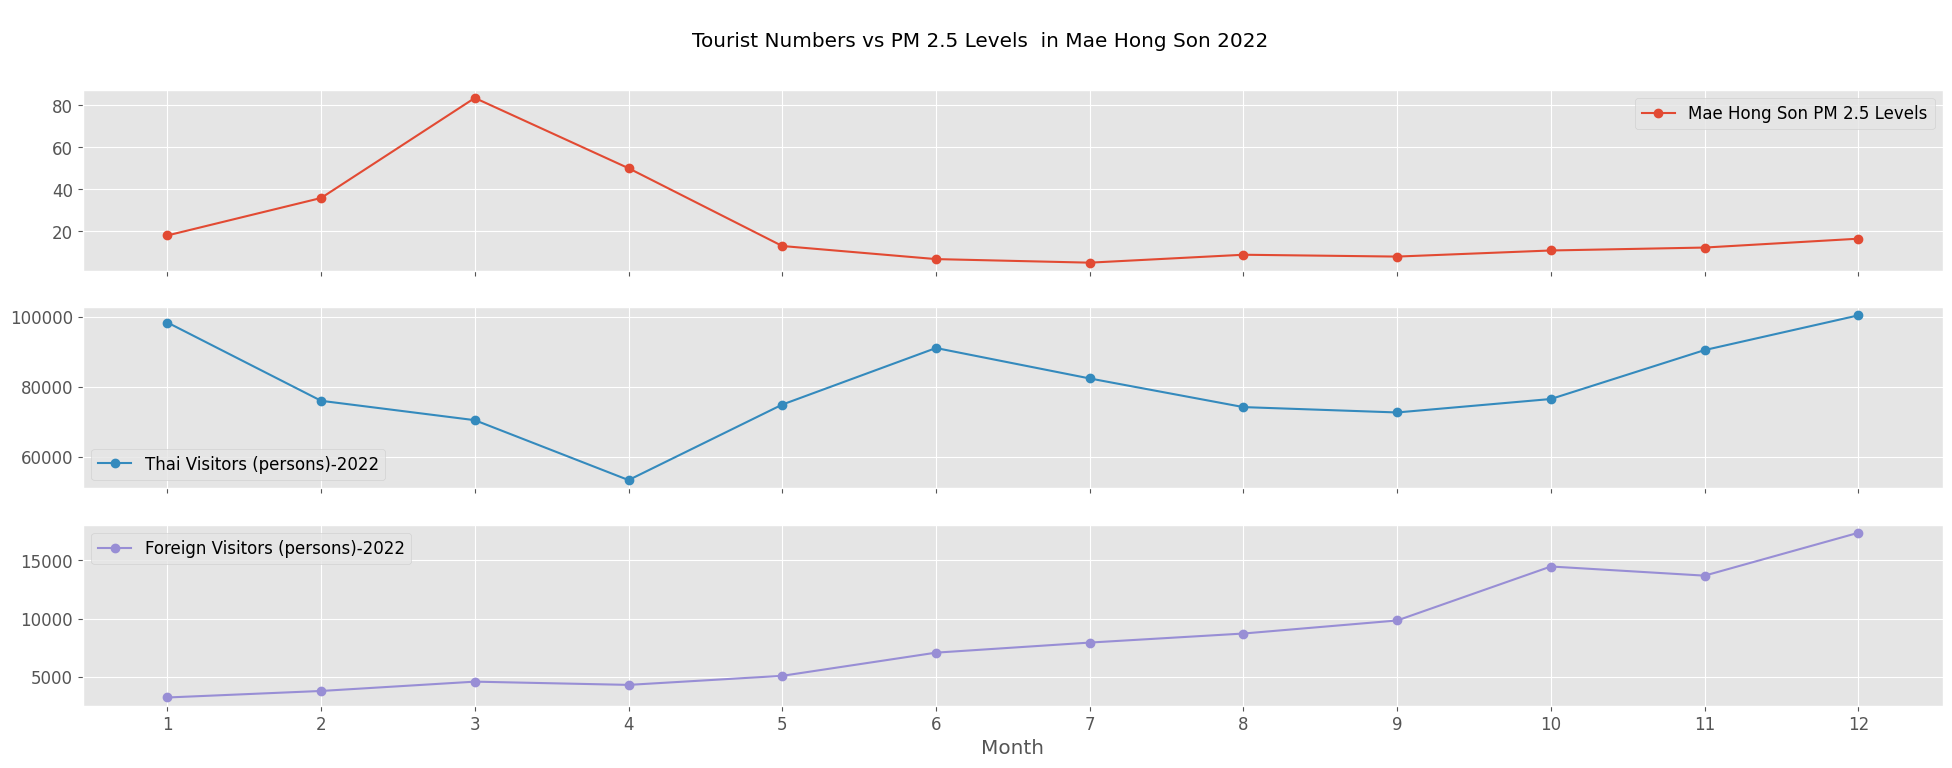 Tourist Numbers vs PM 2.5 Levels  in Mae Hong Son 2022
80
60
40
20
Mae Hong Son PM 2.5 Levels
100000
80000
60000
Thai Visitors (persons)-2022
15000
10000
5000
Foreign Visitors (persons)-2022
1 2 3 4 5 6 7 8 9 10 11 12
Month